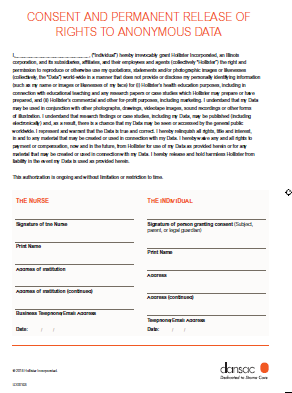 CONSENT AND PERMANENT RELEASE OF
RIGHTS TO ANONYMOUS DATA
I, ("Individual") hereby irrevocably grant Hollister Incorporated, an Illinois
corporation, and its subsidiaries, affiliates, and their employees and agents (collectively "Hollister") the right and
permission to reproduce or otherwise use my quotations, statements and/or photographic images or likenesses
(collectively, the "Data") world-wide in a manner that does not provide or disclose my personally identifying information
(such as my name or images or likenesses of my face) for (i) Hollister's health education purposes, including in
connection with educational teaching and any research papers or case studies which Hollister may prepare or have
prepared, and (ii) Hollister's commercial and other for-profit purposes, including marketing. I understand that my Data
may be used in conjunction with other photographs, drawings, videotape images, sound recordings or other forms
of illustration. I understand that research findings or case studies, including my Data, may be published (including
electronically) and, as a result, there is a chance that my Data may be seen or accessed by the general public
worldwide. I represent and warrant that the Data is true and correct. I hereby relinquish all rights, title and interest,
in and to any material that may be created or used in connection with my Data. I hereby waive any and all rights to
payment or compensation, now and in the future, from Hollister for use of my Data as provided herein or for any
material that may be created or used in connection with my Data. I hereby release and hold harmless Hollister from
liability in the event my Data is used as provided herein.
This authorization is ongoing and without limitation or restriction to time.
THE NURSE
Signature of the Nurse
Print Name
Address of Institution
Address of Institution (continued)
Business Telephone/Email Address
Date: / /
THE INDIVIDUAL
Signature of person granting consent (Subject,
parent, or legal guardian)
Print Name
Address
Address (continued)
Telephone/Email Address
Date: / /
Hollister Incorporated.
dansac
Dedicated to Stoma Care